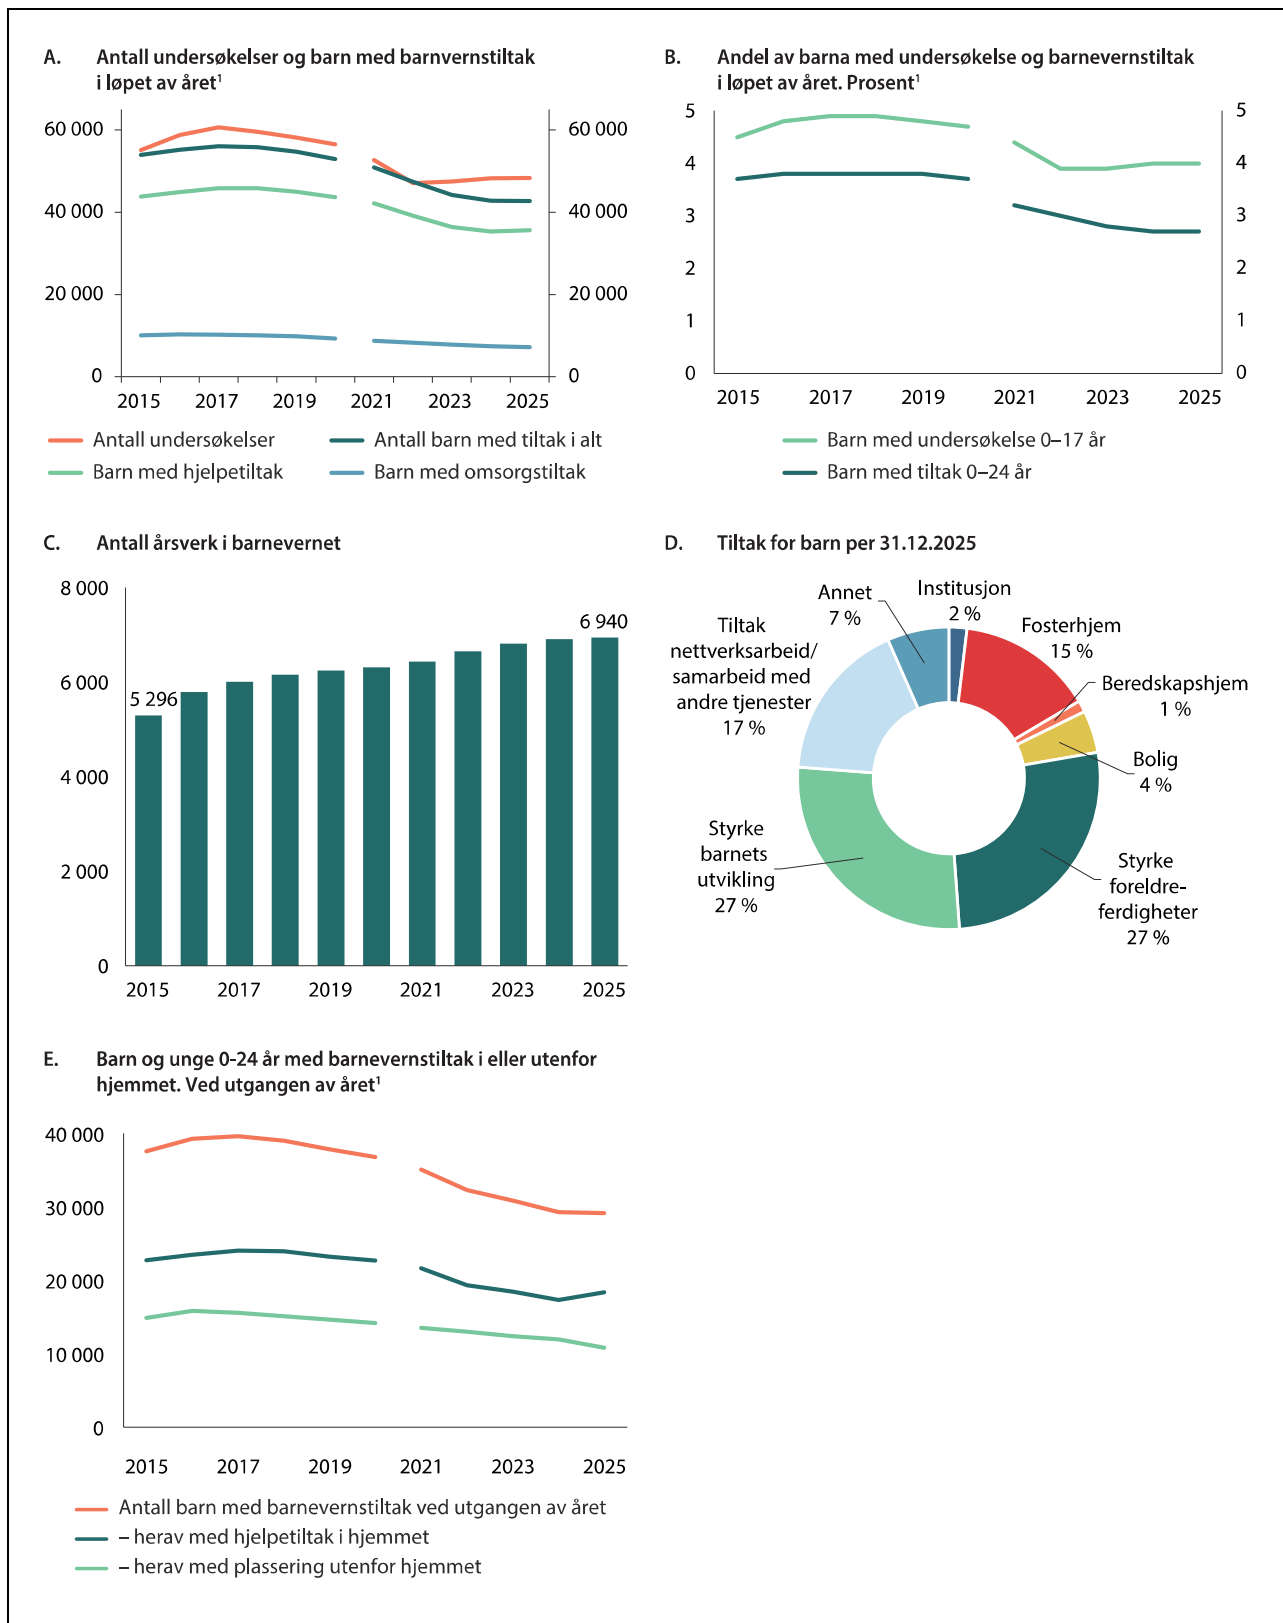 A. Antall undersøkelser og barn med barnvernstiltak
i løpet av året¹
60 000
40 000
20 000
0
60 000
40 000
20 000
0
2015 2017 2019 2021 2023 2025
Antall undersøkelser
Antall barn med tiltak i alt
Barn med hjelpetiltak
Barn med omsorgstiltak
B. Andel av barna med undersøkelse og barnevernstiltak
i løpet av året. Prosent¹
5
4
3
2
1
0
5
4
3
2
1
0
2015 2017 2019 2021 2023 2025
Barn med undersøkelse 0–17 år
Barn med tiltak 0–24 år
C. Antall årsverk i barnevernet
8 000
6 000
4 000
2 000
0
5 296
6 940
2015 2017 2019 2021 2023 2025
D. Tiltak for barn per 31.12.2025
Institusjon
2 %
Fosterhjem
15 %
Beredskapshjem
1 %
Bolig
4 %
Styrke
foreldre-
ferdigheter
27 %
Styrke
barnets
utvikling
27 %
Tiltak
nettverksarbeid/
samarbeid med
andre tjenester
17 %
Annet
7 %
E. Barn og unge 0-24 år med barnevernstiltak i eller utenfor
hjemmet. Ved utgangen av året¹
40 000
30 000
20 000
10 000
0
2015 2017 2019 2021 2023 2025
Antall barn med barnevernstiltak ved utgangen av året
– herav med hjelpetiltak i hjemmet
– herav med plassering utenfor hjemmet